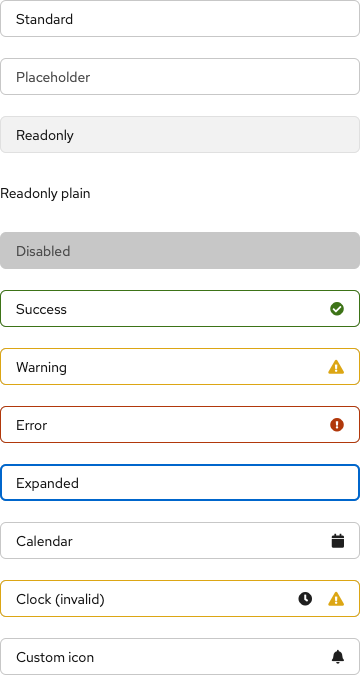 Standard
Placeholder
Readonly
Readonly plain
Disabled
Success
Warning
Error
Expanded
Calendar
Clock (invalid)
Custom icon